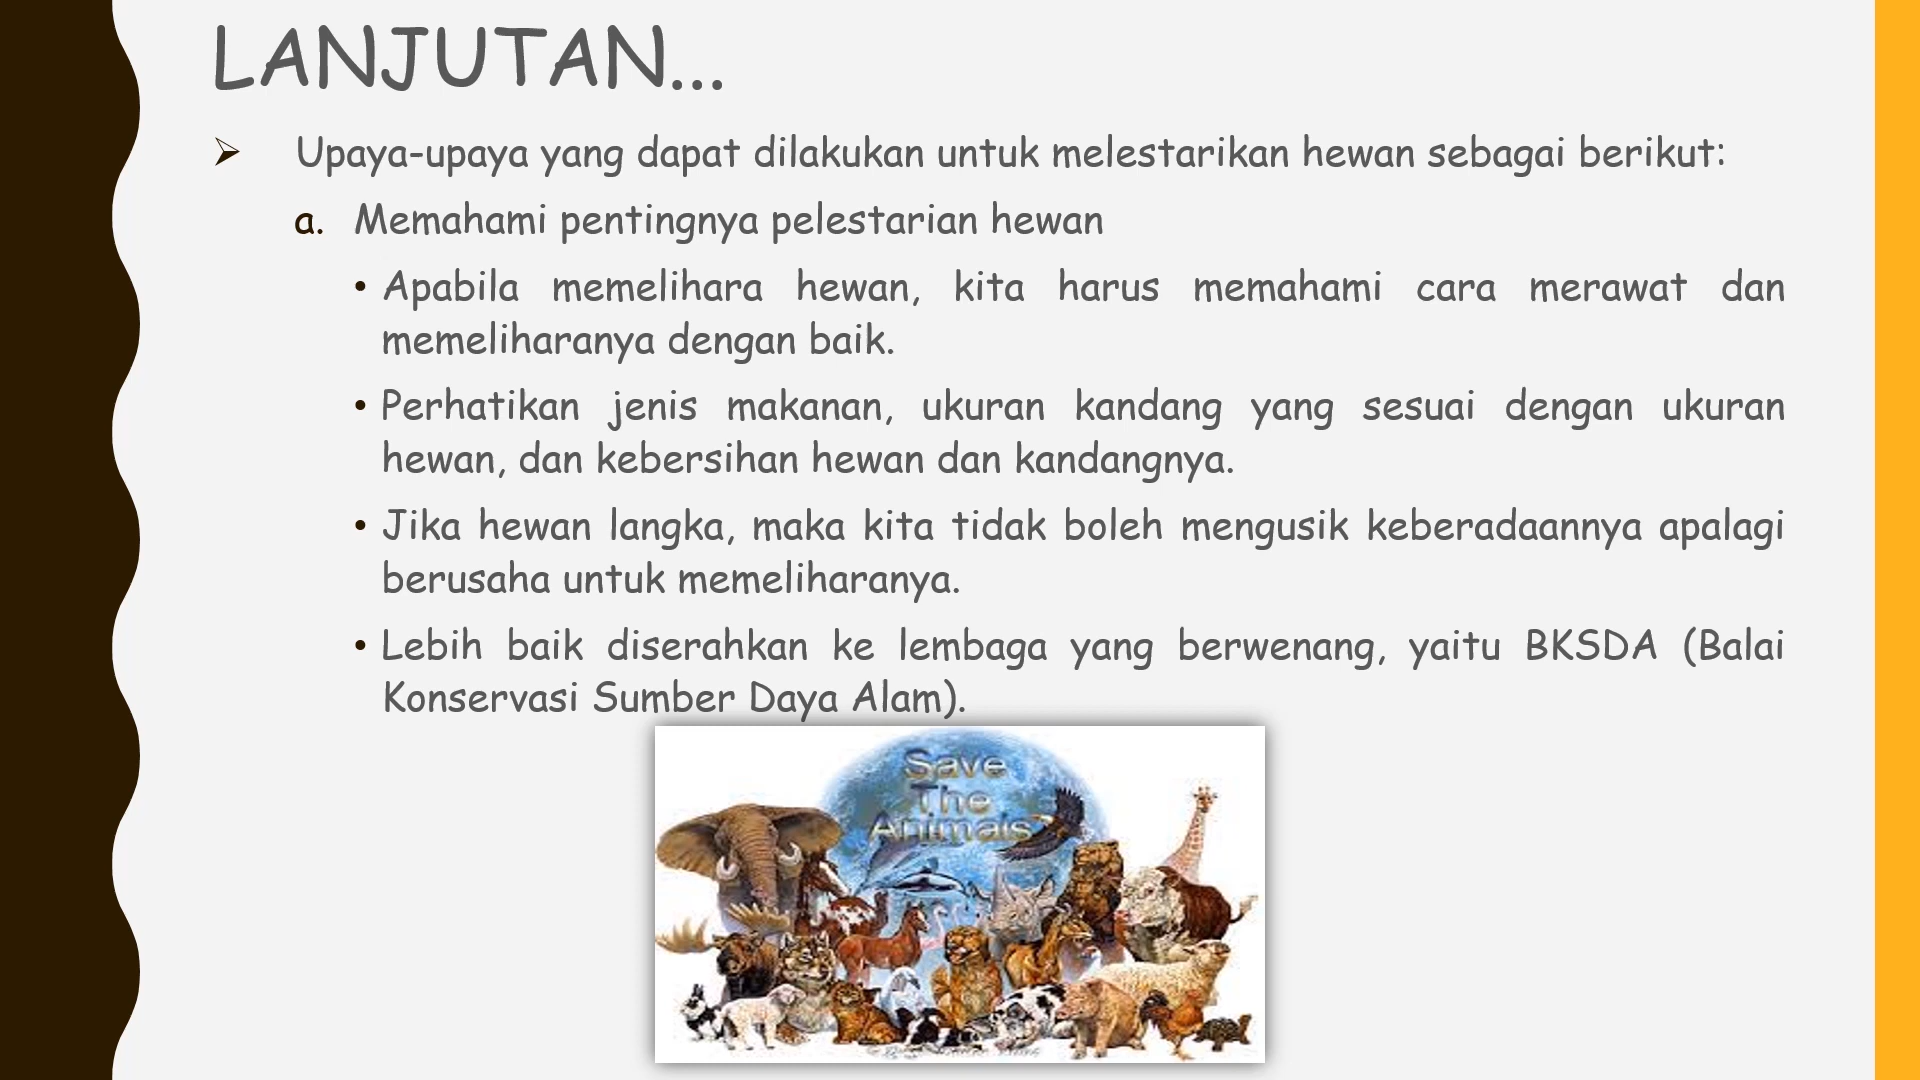 LANJUTAN...
➢ Upaya-upaya yang dapat dilakukan untuk melestarikan hewan sebagai berikut:
a. Memahami pentingnya pelestarian hewan
• Apabila memelihara hewan, kita harus memahami cara merawat dan
memeliharanya dengan baik.
• Perhatikan jenis makanan, ukuran kandang yang sesuai dengan ukuran
hewan, dan kebersihan hewan dan kandangnya.
• Jika hewan langka, maka kita tidak boleh mengusik keberadaannya apalagi
berusaha untuk memeliharanya.
• Lebih baik diserahkan ke lembaga yang berwenang, yaitu BKSDA (Balai
Konservasi Sumber Daya Alam).
Save
The
Animals